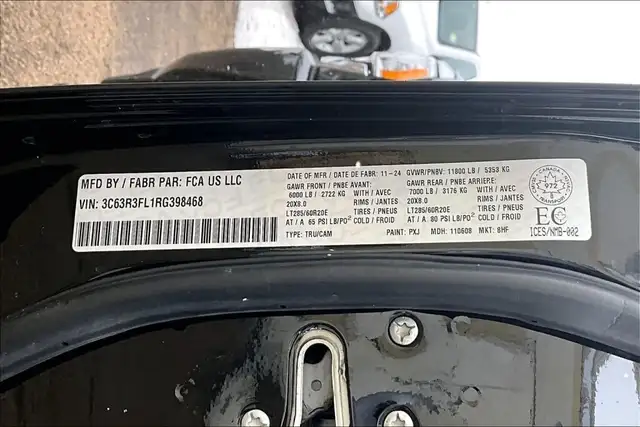 MFD BY / FABR PAR: FCA US LLC
VIN: 3C63R3FL1RG398468
DATE OF MFR / DATE DE FABR: 11-24
GVWR/PNBV: 11800 LB / 5353 KG
GAWR FRONT / PNBE AVANT:
6000 LB / 2722 KG WITH / AVEC
20X8.0 RIMS / JANTES
LT285/60R20E TIRES / PNEUS
AT / A 65 PSI LB/PO² COLD / FROID
GAWR REAR / PNBE ARRIERE:
7000 LB / 3176 KG WITH / AVEC
20X8.0 RIMS / JANTES
LT285/60R20E TIRES / PNEUS
AT / A 80 PSI LB/PO² COLD / FROID
TYPE: TRU/CAM
PAINT: PXJ
MDH: 110608
MKT: 8HF
CANADA
972
TRANSPORT
EC
ICES/NMB-002